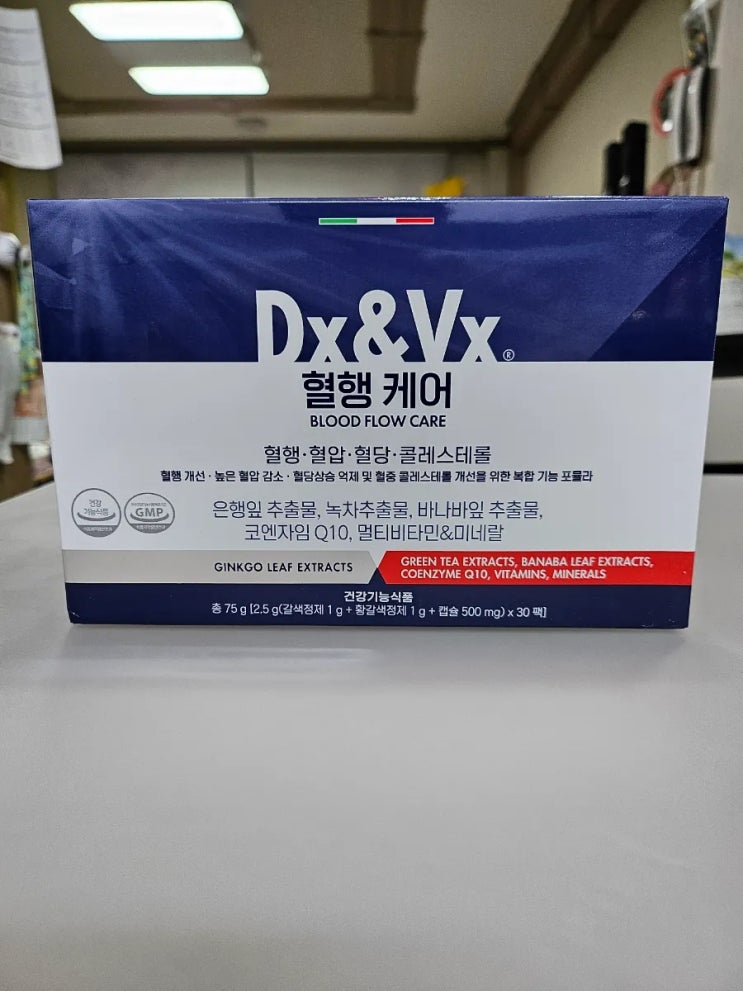 Dx&Vx®
혈행 케어
BLOOD FLOW CARE
혈행·혈압·혈당·콜레스테롤
혈행 개선·높은 혈압 감소·혈당상승 억제 및 혈중 콜레스테롤 개선을 위한 복합 기능 포뮬라
건강
기능식품
GMP
은행잎 추출물, 녹차추출물, 바나바잎 추출물,
코엔자임 Q10, 멀티비타민&미네랄
GINKGO LEAF EXTRACTS
GREEN TEA EXTRACTS, BANABA LEAF EXTRACTS,
COENZYME Q10, VITAMINS, MINERALS
건강기능식품
총 75 g [2.5 g(갈색정제 1 g + 황갈색정제 1 g + 캡슐 500 mg) x 30 팩]